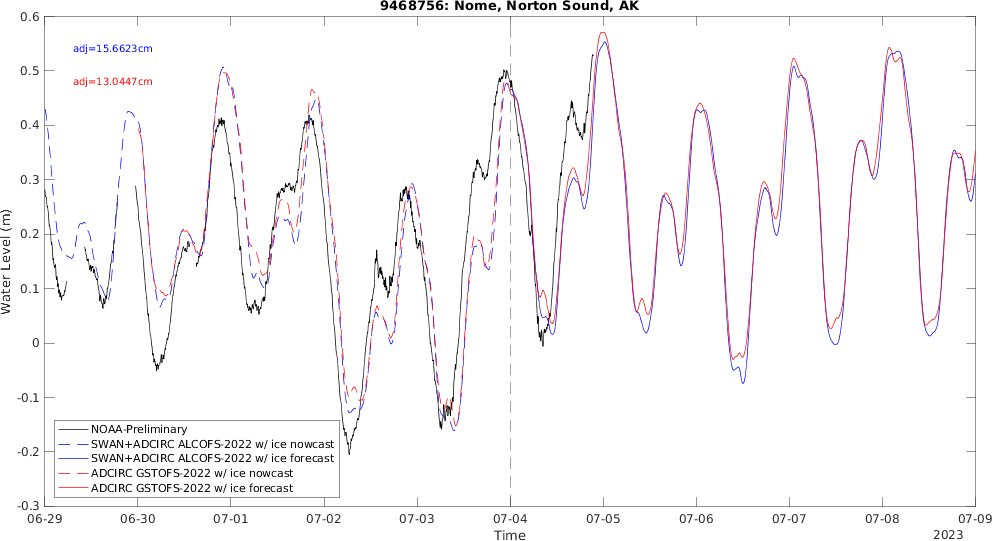 9468756: Nome, Norton Sound, AK
adj=15.6623cm
adj=13.0447cm
Water Level (m)
0.6
0.5
0.4
0.3
0.2
0.1
0
-0.1
-0.2
-0.3
NOAA-Preliminary
SWAN+ADCIRC ALCOFS-2022 w/ ice nowcast
SWAN+ADCIRC ALCOFS-2022 w/ ice forecast
ADCIRC GSTOFS-2022 w/ ice nowcast
ADCIRC GSTOFS-2022 w/ ice forecast
06-29 06-30 07-01 07-02 07-03 07-04 07-05 07-06 07-07 07-08 07-09
Time
2023